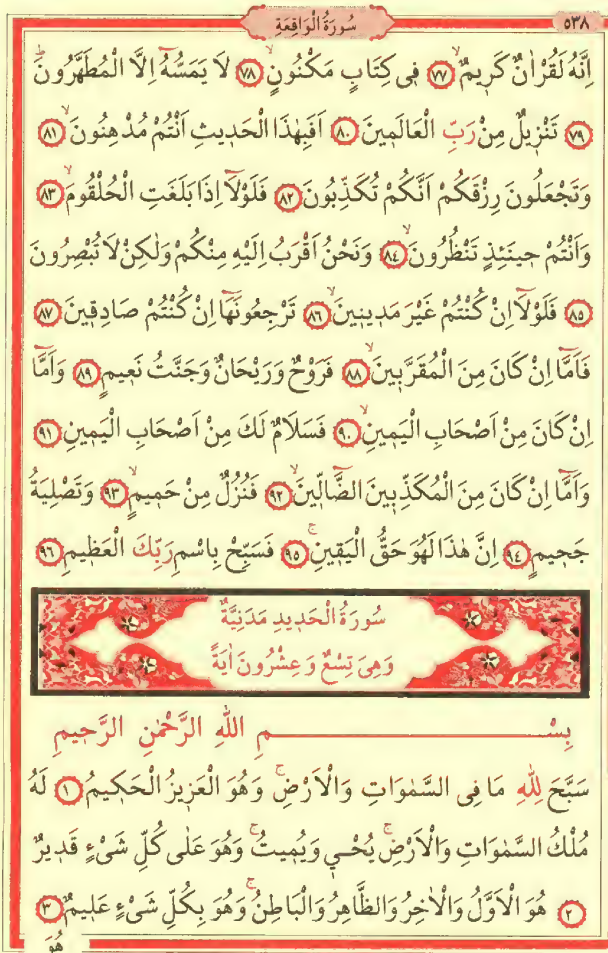 سُورَةُ الْوَاقِعَةِ ٥٣٨
اِنَّهُ لَقُرْاٰنٌ كَرٖيمٌۙ ﴿٧٧﴾ فٖى كِتَابٍ مَكْنُونٍۙ ﴿٧٨﴾ لَا يَمَسُّهُٓ اِلَّا الْمُطَهَّرُونَۜ
﴿٧٩﴾ تَنْزٖيلٌ مِنْ رَبِّ الْعَالَمٖينَ ﴿٨٠﴾ اَفَبِهٰذَا الْحَدٖيثِ اَنْتُمْ مُدْهِنُونَۙ ﴿٨١﴾
وَتَجْعَلُونَ رِزْقَكُمْ اَنَّكُمْ تُكَذِّبُونَ ﴿٨٢﴾ فَلَوْلَٓا اِذَا بَلَغَتِ الْحُلْقُومَۙ ﴿٨٣﴾
وَاَنْتُمْ حٖينَئِذٍ تَنْظُرُونَۙ ﴿٨٤﴾ وَنَحْنُ اَقْرَبُ اِلَيْهِ مِنْكُمْ وَلٰكِنْ لَا تُبْصِرُونَ
﴿٨٥﴾ فَلَوْلَٓا اِنْ كُنْتُمْ غَيْرَ مَدٖينٖينَۙ ﴿٨٦﴾ تَرْجِعُونَهَٓا اِنْ كُنْتُمْ صَادِقٖينَ ﴿٨٧﴾
فَاَمَّٓا اِنْ كَانَ مِنَ الْمُقَرَّبٖينَۙ ﴿٨٨﴾ فَرَوْحٌ وَرَيْحَانٌ وَجَنَّتُ نَعٖيمٍ ﴿٨٩﴾ وَاَمَّٓا
اِنْ كَانَ مِنْ اَصْحَابِ الْيَمٖينِۙ ﴿٩٠﴾ فَسَلَامٌ لَكَ مِنْ اَصْحَابِ الْيَمٖينِ ﴿٩١﴾
وَاَمَّٓا اِنْ كَانَ مِنَ الْمُكَذِّبٖينَ الضَّٓالّٖينَۙ ﴿٩٢﴾ فَنُزُلٌ مِنْ حَمٖيمٍۙ ﴿٩٣﴾ وَتَصْلِيَةُ
جَحٖيمٍ ﴿٩٤﴾ اِنَّ هٰذَا لَهُوَ حَقُّ الْيَقٖينِۚ ﴿٩٥﴾ فَسَبِّحْ بِاسْمِ رَبِّكَ الْعَظٖيمِ ﴿٩٦﴾
سُورَةُ الْحَدٖيدِ مَدَنِيَّةٌ
وَهِىَ تِسْعٌ وَعِشْرُونَ اٰيَةً
بِسْمِ اللّٰهِ الرَّحْمٰنِ الرَّحٖيمِ
سَبَّحَ لِلّٰهِ مَا فِى السَّمٰوَاتِ وَالْاَرْضِۚ وَهُوَ الْعَزٖيزُ الْحَكٖيمُ ﴿١﴾ لَهُ
مُلْكُ السَّمٰوَاتِ وَالْاَرْضِۚ يُحْيٖى وَيُمٖيتُۚ وَهُوَ عَلٰى كُلِّ شَىْءٍ قَدٖيرٌ
﴿٢﴾ هُوَ الْاَوَّلُ وَالْاٰخِرُ وَالظَّاهِرُ وَالْبَاطِنُۚ وَهُوَ بِكُلِّ شَىْءٍ عَلٖيمٌ ﴿٣﴾
هُوَ